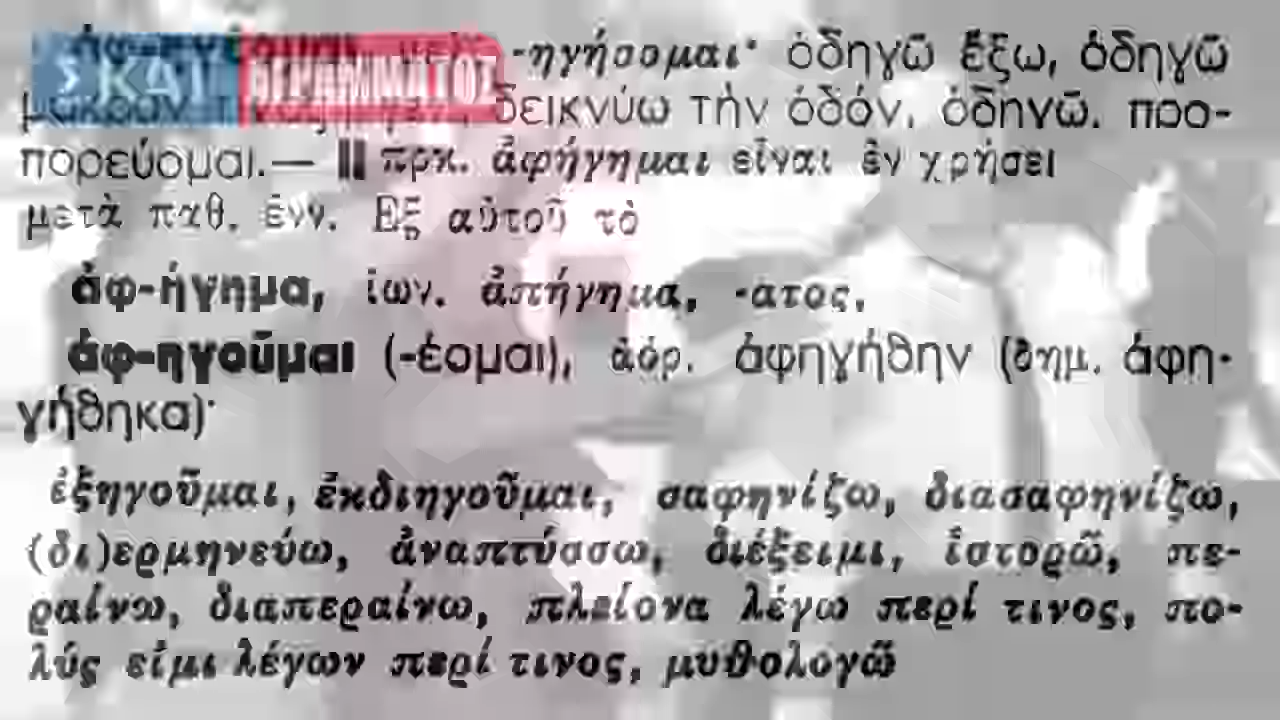 ΣΚΑΪ
-ηγήσομαι· ὁδηγῶ ἔξω, ὁδηγῶ
δεικνύω τὴν ὁδόν, ὁδηγῶ. προ-
πορεύομαι.— || πρκ. ἀφήγημαι εἶναι ἐν χρήσει
μετὰ παθ. ἐνν. Ἐξ αὐτοῦ τὸ
ἀφ-ήγημα, ἰων. ἀπήγημα, -ατος,
ἀφ-ηγοῦμαι (-έομαι), ἀόρ. ἀφηγήθην (δημ. ἀφη-
γήθηκα)·
ἐξηγοῦμαι, ἐκδιηγοῦμαι, σαφηνίζω, διασαφηνίζω,
(δι)ερμηνεύω, ἀναπτύσσω, διέξειμι, ἱστορῶ, πε-
ραίνω, διαπεραίνω, πλείονα λέγω περί τινος, πο-
λύς εἰμι λέγων περί τινος, μυθολογῶ